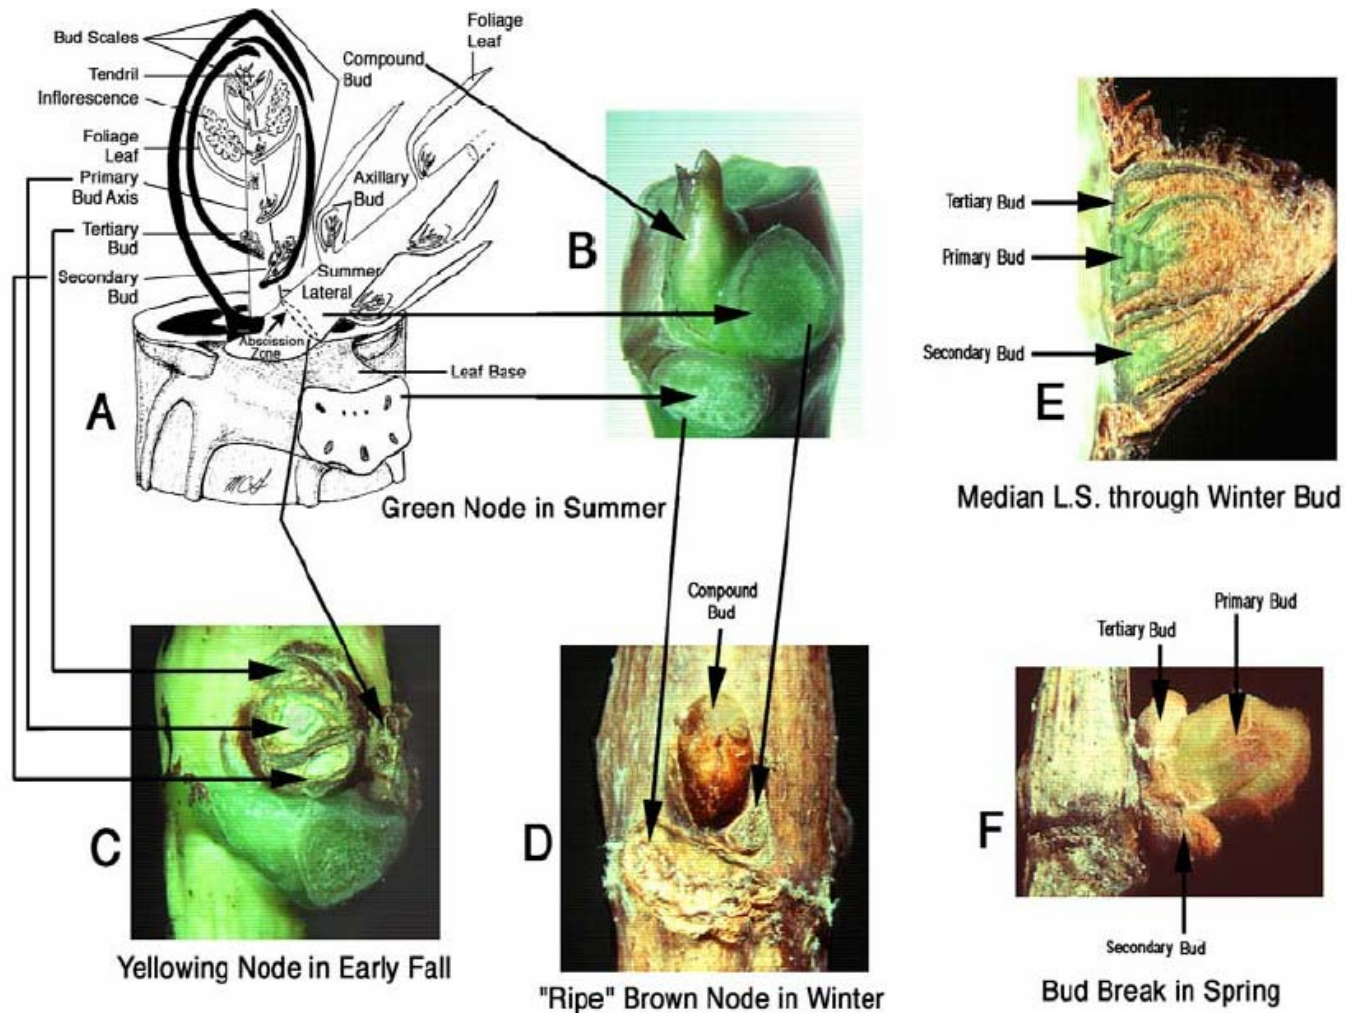 Bud Scales
Tendril
Inflorescence
Foliage
Leaf
Primary
Bud Axis
Tertiary
Bud
Secondary
Bud
Compound
Bud
Foliage
Leaf
Axillary
Bud
Summer
Lateral
Abscission
Zone
Leaf Base
A
B
Green Node in Summer
Tertiary Bud
Primary Bud
Secondary Bud
E
Median L.S. through Winter Bud
C
Yellowing Node in Early Fall
Compound
Bud
D
"Ripe" Brown Node in Winter
Primary Bud
Tertiary Bud
F
Secondary Bud
Bud Break in Spring